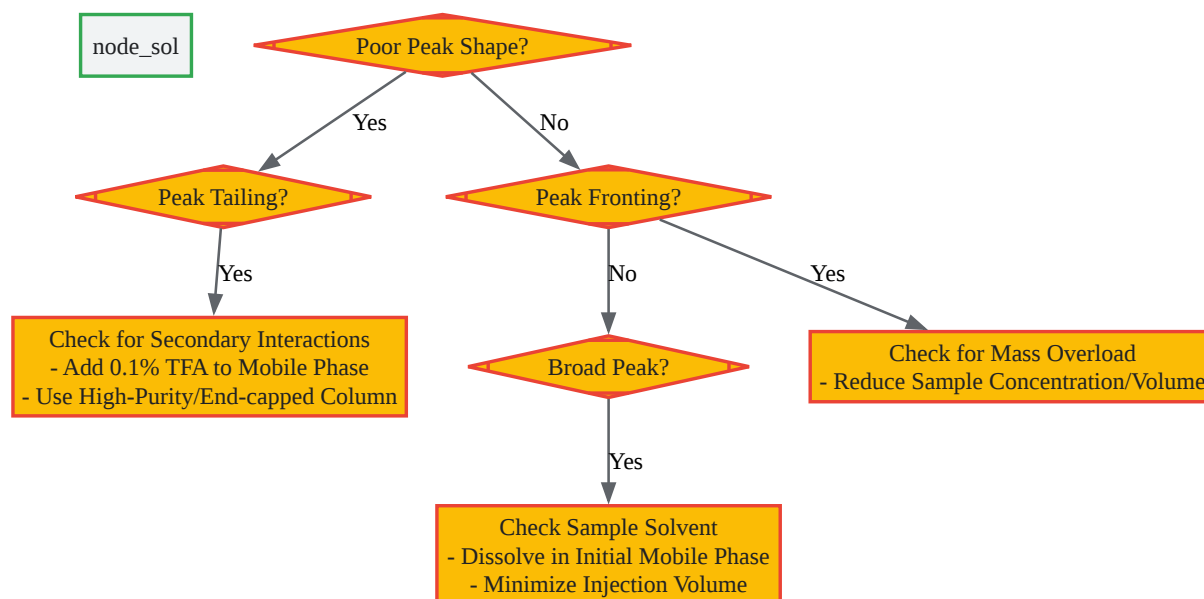 node_sol
Poor Peak Shape?
Yes
No
Peak Tailing?
Peak Fronting?
Yes
No
Yes
Check for Secondary Interactions
- Add 0.1% TFA to Mobile Phase
- Use High-Purity/End-capped Column
Broad Peak?
Check for Mass Overload
- Reduce Sample Concentration/Volume
Yes
Check Sample Solvent
- Dissolve in Initial Mobile Phase
- Minimize Injection Volume